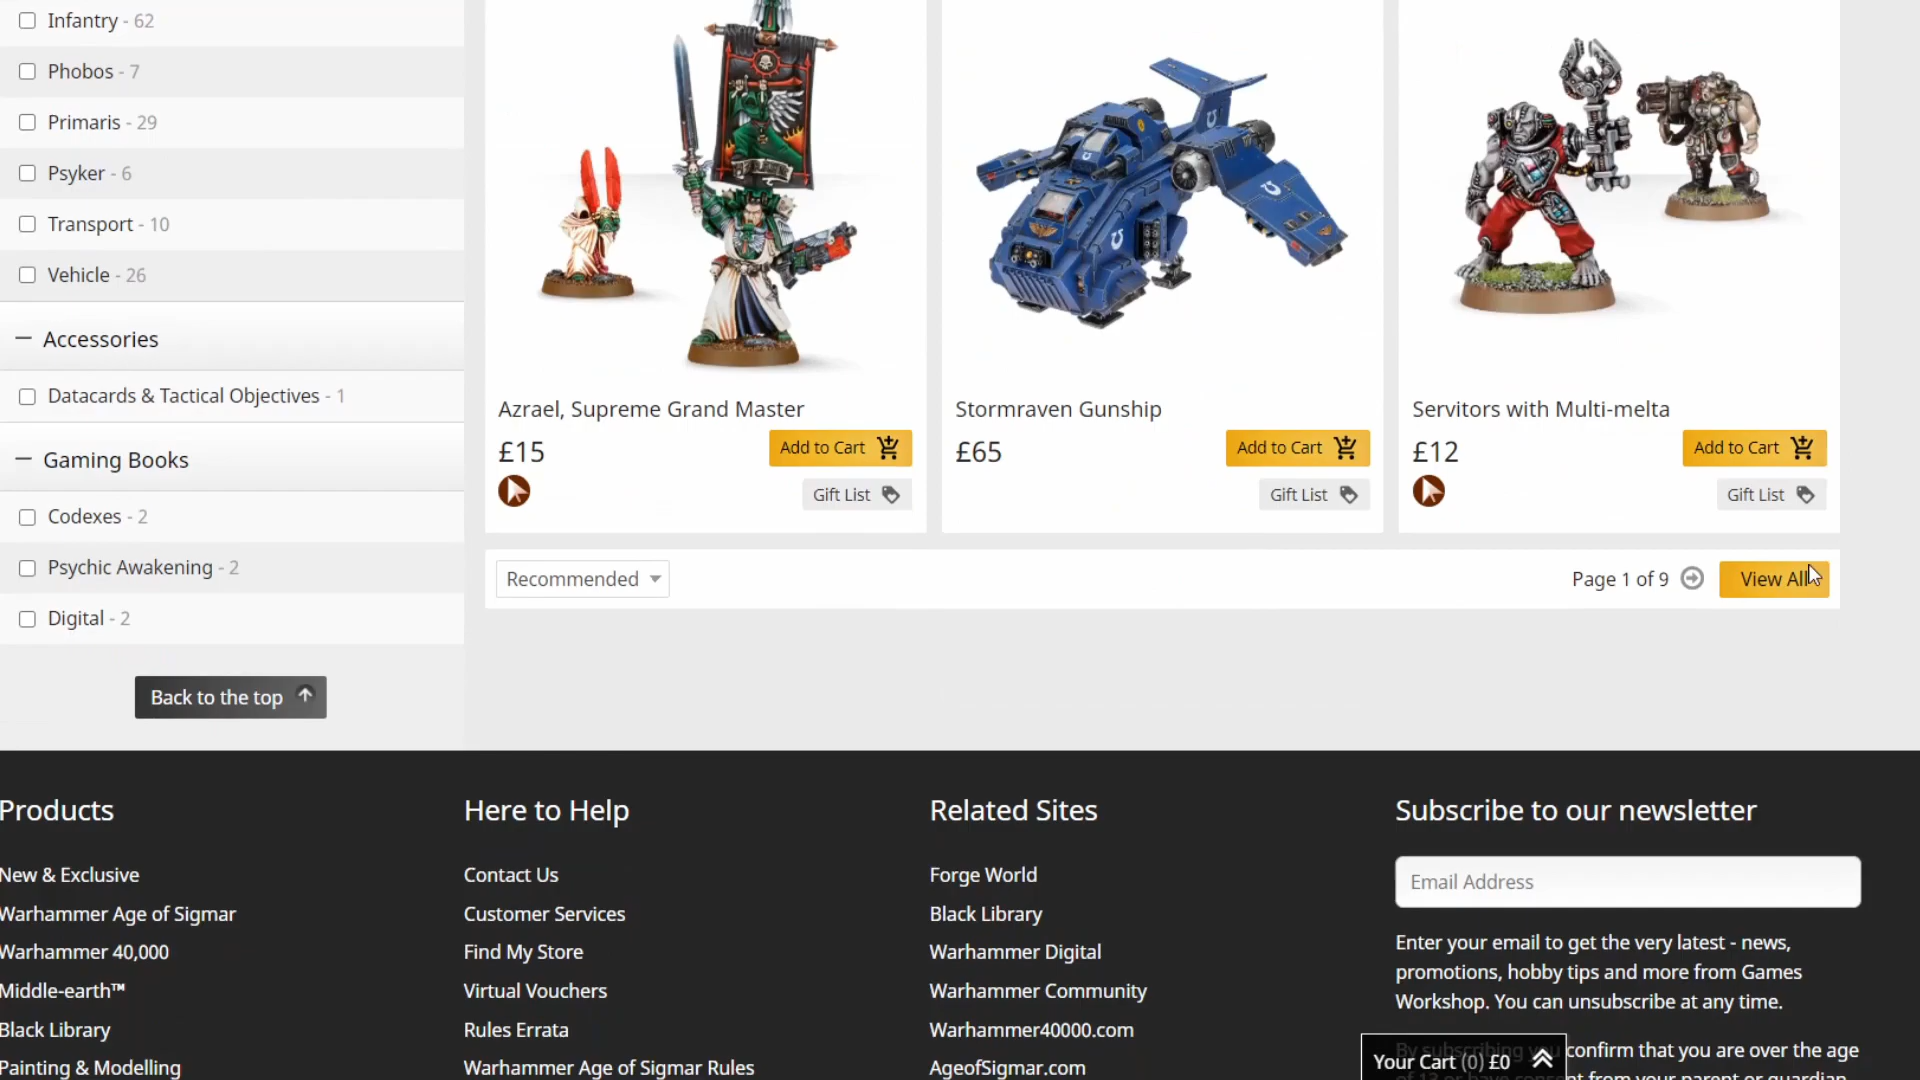 Infantry - 62
Phobos - 7
Primaris - 29
Psyker - 6
Transport - 10
Vehicle - 26
Accessories
Datacards & Tactical Objectives - 1
Gaming Books
Codexes - 2
Psychic Awakening - 2
Digital - 2
Back to the top
Azrael, Supreme Grand Master
£15
Add to Cart
Gift List
Stormraven Gunship
£65
Add to Cart
Gift List
Servitors with Multi-melta
£12
Add to Cart
Gift List
Recommended
Page 1 of 9
View All
Products
New & Exclusive
Warhammer Age of Sigmar
Warhammer 40,000
Middle-earth™
Black Library
Painting & Modelling
Here to Help
Contact Us
Customer Services
Find My Store
Virtual Vouchers
Rules Errata
Warhammer Age of Sigmar Rules
Related Sites
Forge World
Black Library
Warhammer Digital
Warhammer Community
Warhammer40000.com
AgeofSigmar.com
Subscribe to our newsletter
Email Address
Enter your email to get the very latest - news,
promotions, hobby tips and more from Games
Workshop. You can unsubscribe at any time.
By subscribing you confirm that you are over the age
from your parent or guardian
Your Cart (0) £0